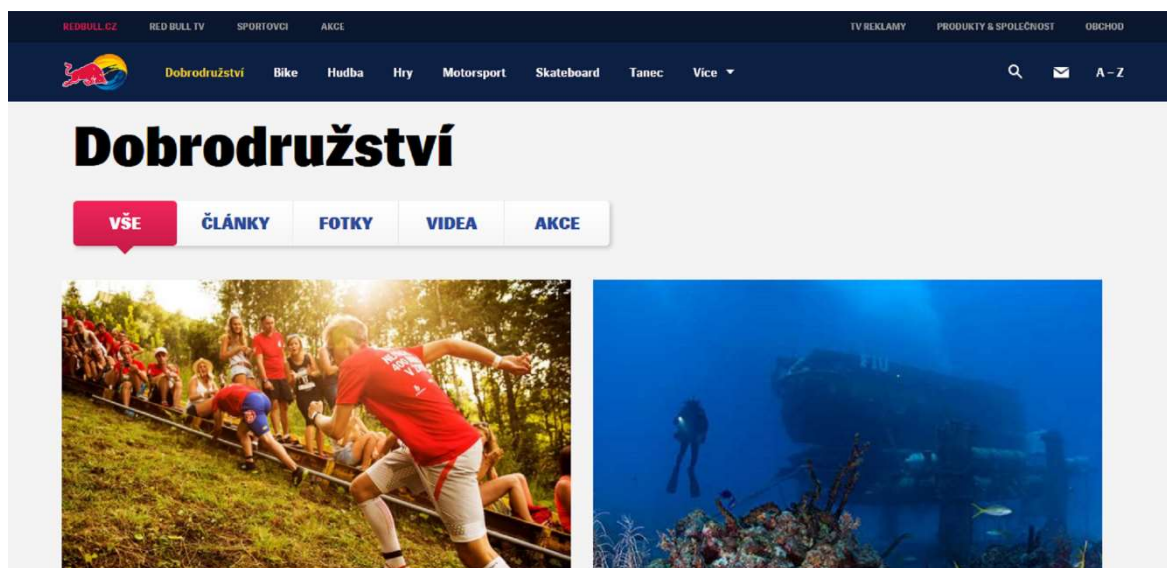 REDBULL.CZ RED BULL TV SPORTOVCI AKCE TV REKLAMY PRODUKTY & SPOLEČNOST OBCHOD
Dobrodružství Bike Hudba Hry Motorsport Skateboard Tanec Více A – Z
Dobrodružství
VŠE ČLÁNKY FOTKY VIDEA AKCE
FIU